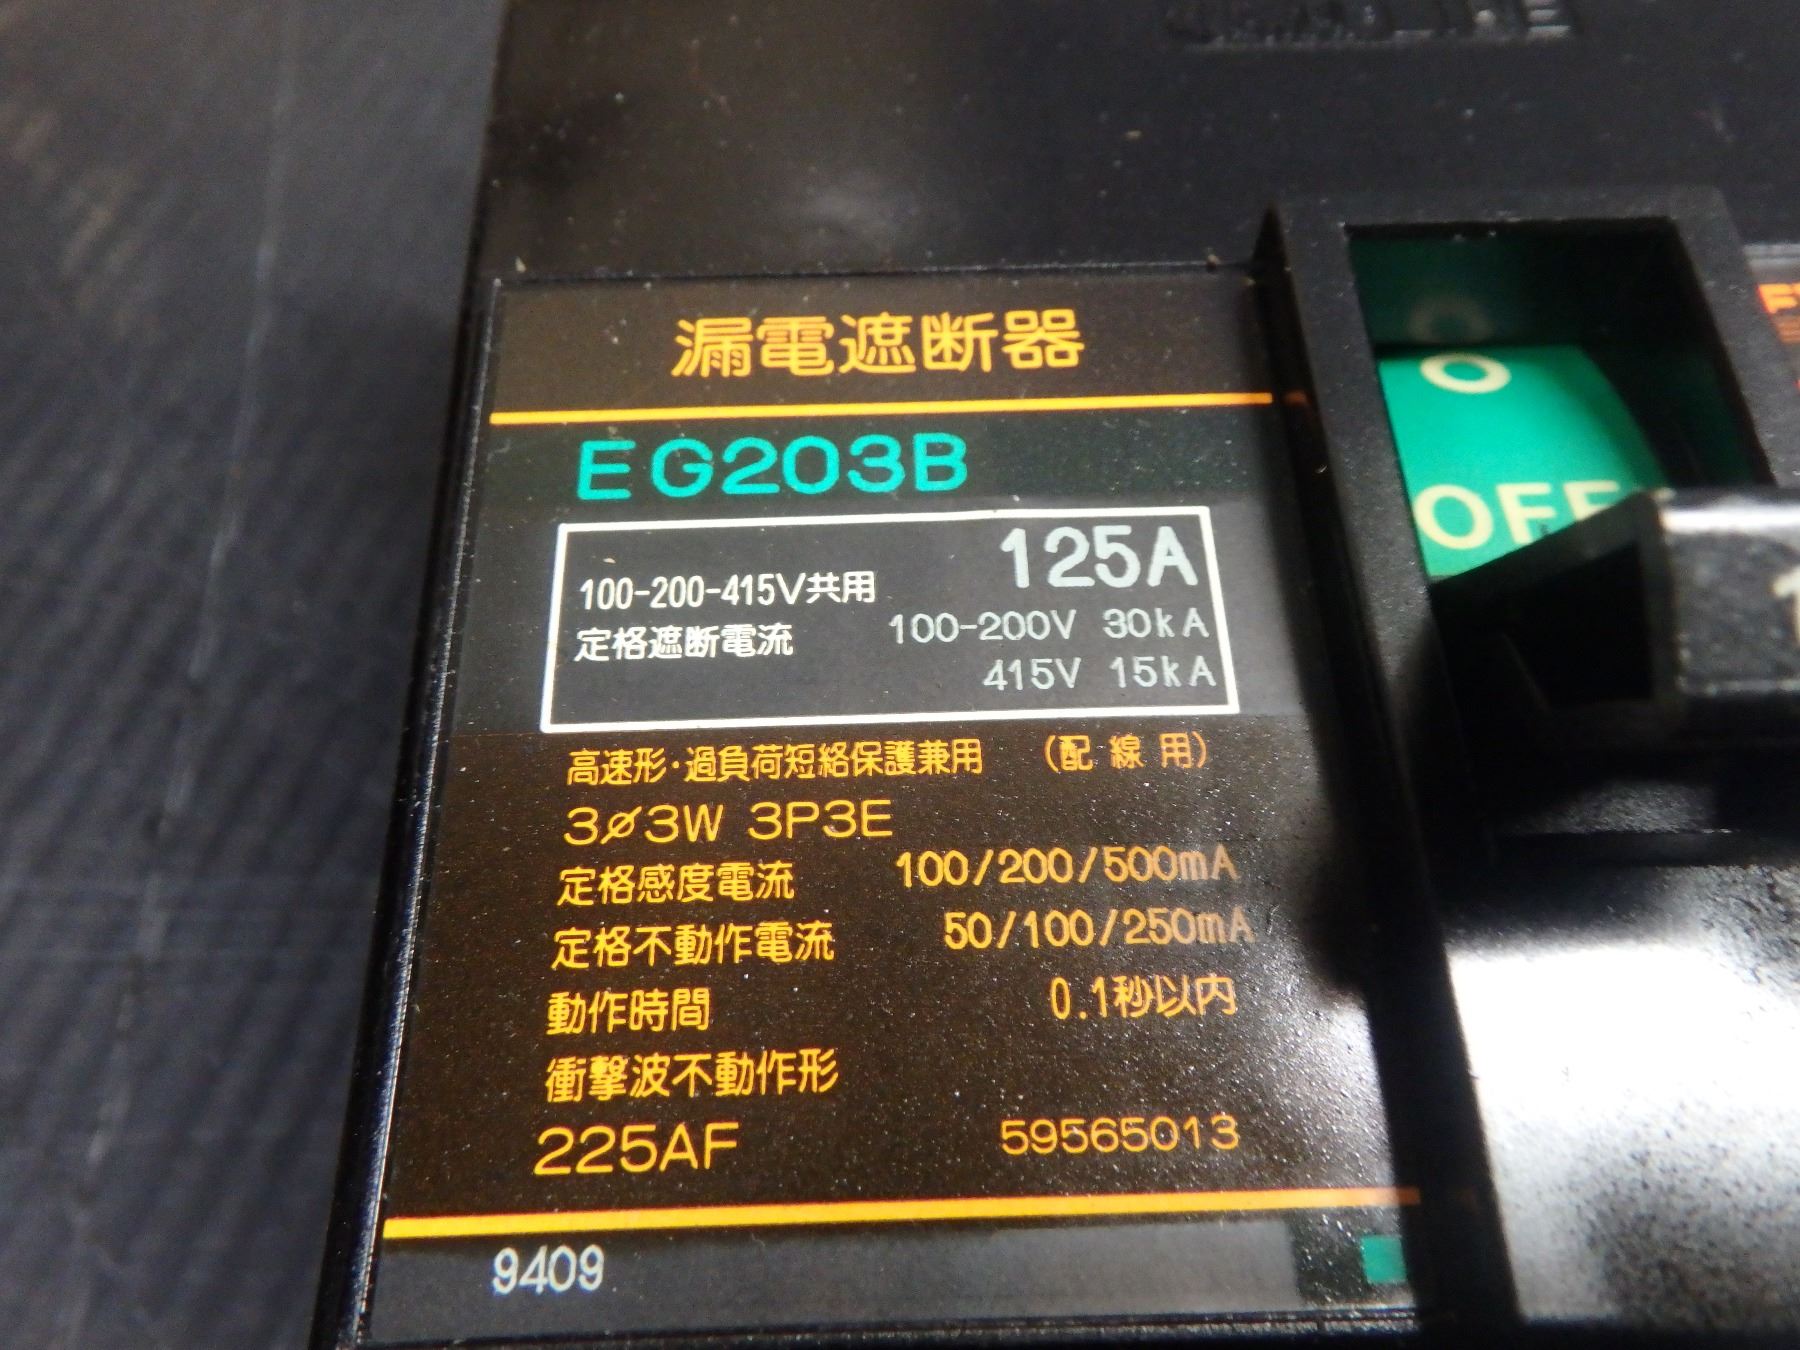 漏電遮断器
EG203B
125A
100-200-415V共用
定格遮断電流 100-200V 30kA
415V 15kA
高速形・過負荷短絡保護兼用 (配線用)
3ø3W 3P3E
定格感度電流 100/200/500mA
定格不動作電流 50/100/250mA
動作時間 0.1秒以内
衝撃波不動作形
225AF 59565013
9409
O
OFF